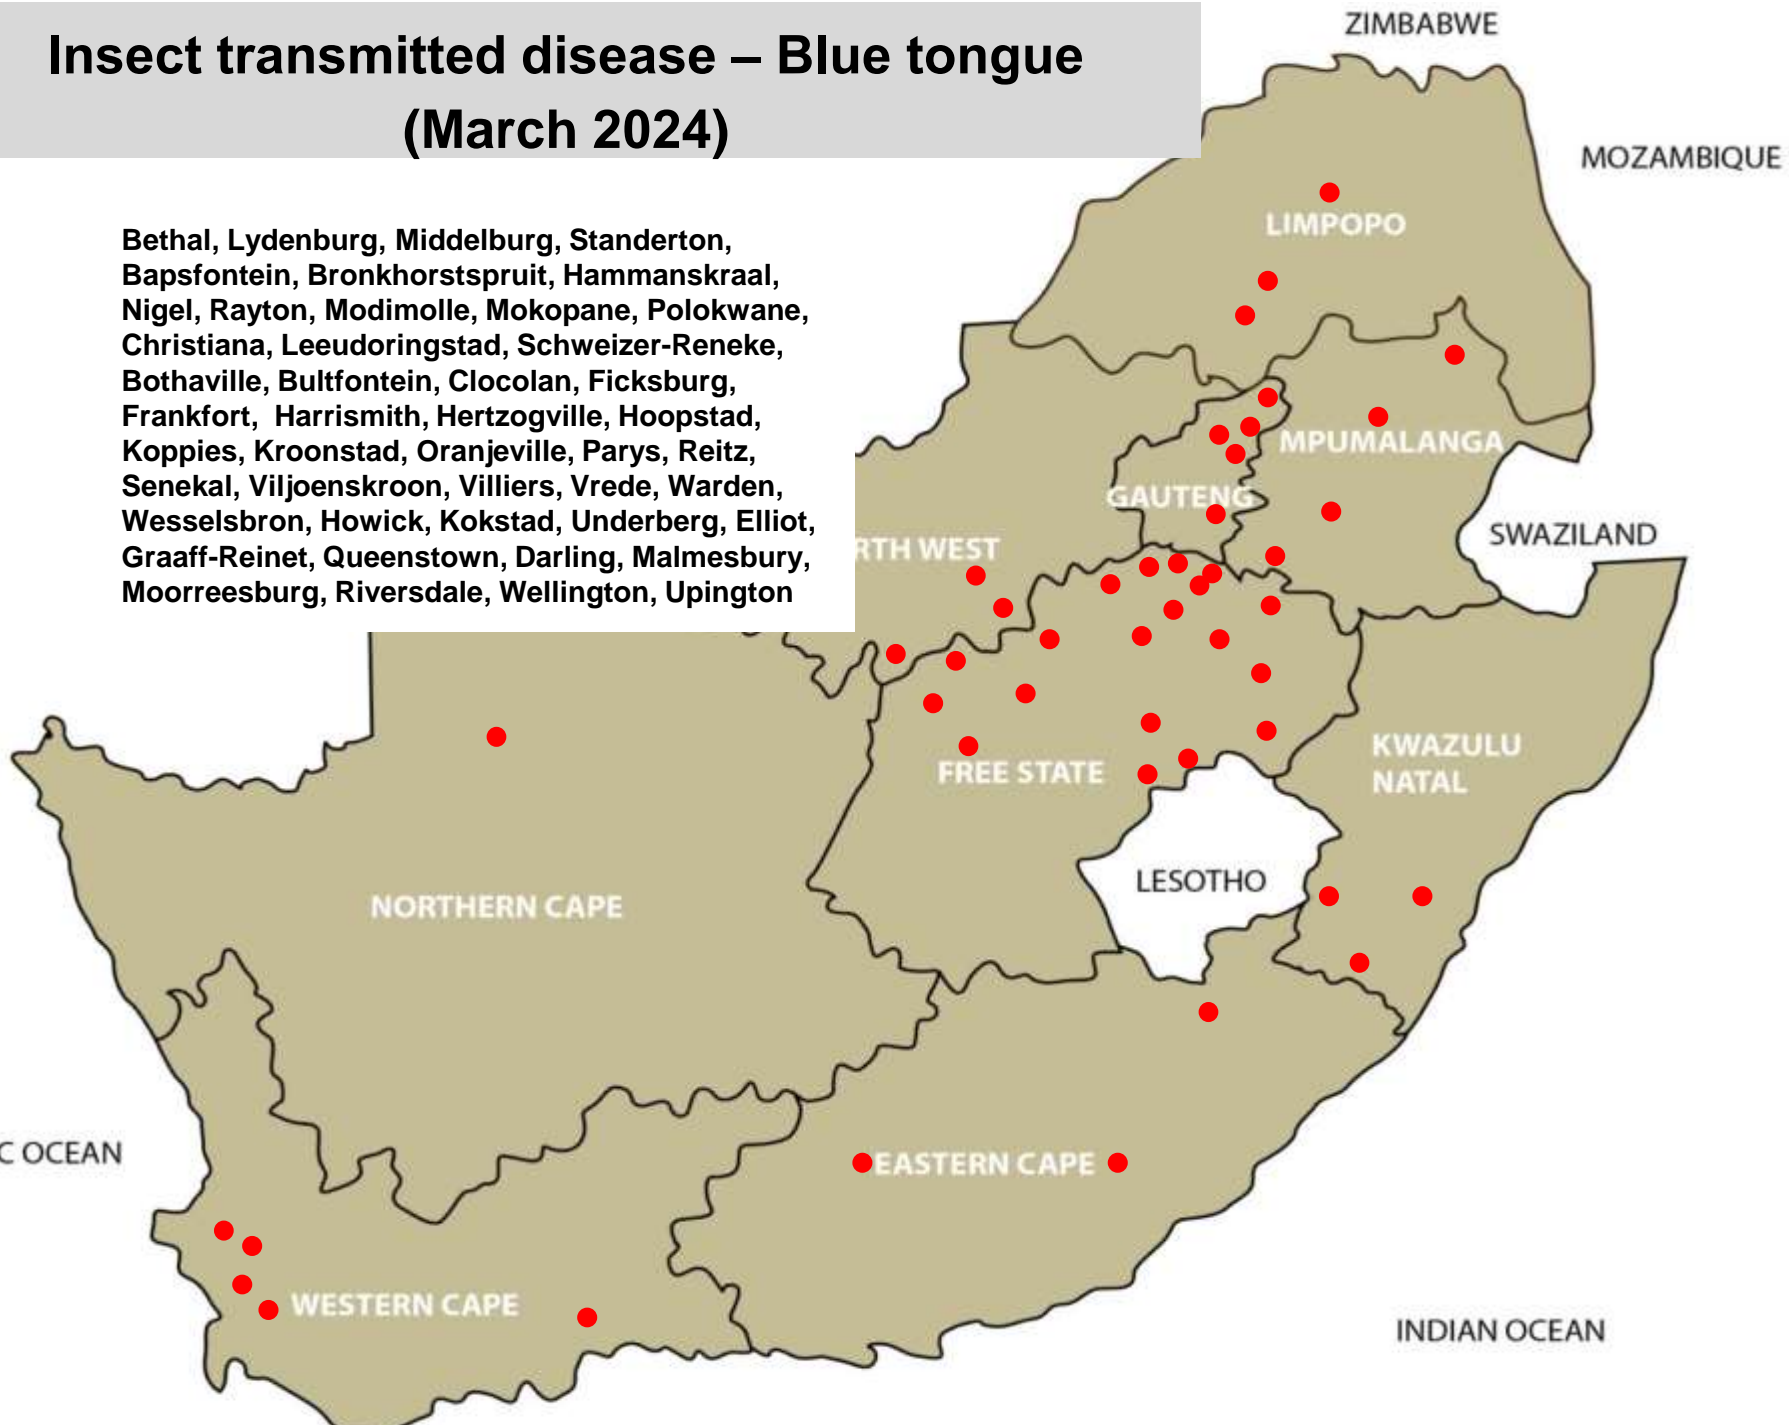 Insect transmitted disease – Blue tongue
(March 2024)
ZIMBABWE
MOZAMBIQUE
Bethal, Lydenburg, Middelburg, Standerton,
Bapsfontein, Bronkhorstspruit, Hammanskraal,
Nigel, Rayton, Modimolle, Mokopane, Polokwane,
Christiana, Leeudoringstad, Schweizer-Reneke,
Bothaville, Bultfontein, Clocolan, Ficksburg,
Frankfort, Harrismith, Hertzogville, Hoopstad,
Koppies, Kroonstad, Oranjeville, Parys, Reitz,
Senekal, Viljoenskroon, Villiers, Vrede, Warden,
Wesselsbron, Howick, Kokstad, Underberg, Elliot,
Graaff-Reinet, Queenstown, Darling, Malmesbury,
Moorreesburg, Riversdale, Wellington, Upington
LIMPOPO
MPUMALANGA
GAUTENG
SWAZILAND
RTH WEST
KWAZULU
NATAL
FREE STATE
LESOTHO
NORTHERN CAPE
C OCEAN
EASTERN CAPE
WESTERN CAPE
INDIAN OCEAN